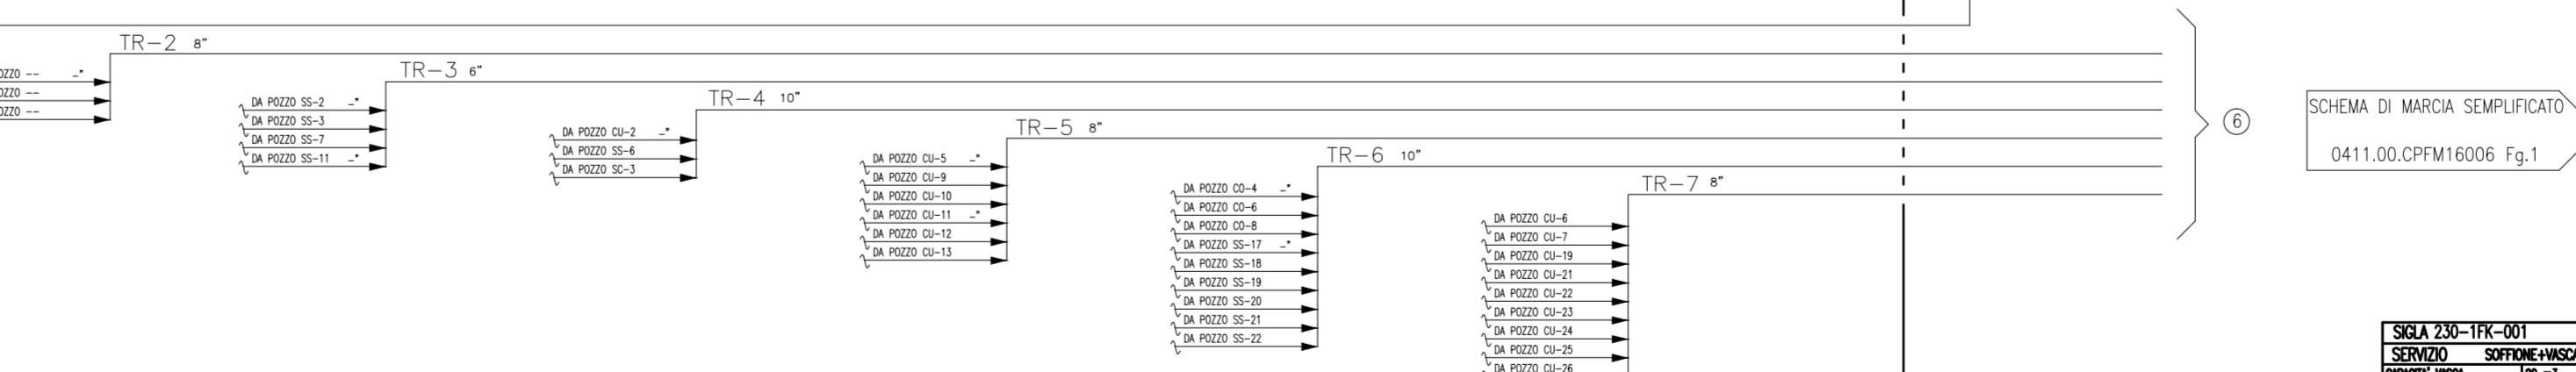 TR-2 8"
POZZO -- _"
POZZO --
POZZO --
TR-3 6"
DA POZZO SS-2 _"
DA POZZO SS-3
DA POZZO SS-7
DA POZZO SS-11 _"
TR-4 10"
DA POZZO CU-2 _"
DA POZZO SS-6
DA POZZO SC-3
TR-5 8"
DA POZZO CU-5 _"
DA POZZO CU-9
DA POZZO CU-10
DA POZZO CU-11 _"
DA POZZO CU-12
DA POZZO CU-13
TR-6 10"
DA POZZO CO-4 _"
DA POZZO CO-6
DA POZZO CO-8
DA POZZO SS-17 _"
DA POZZO SS-18
DA POZZO SS-19
DA POZZO SS-20
DA POZZO SS-21
DA POZZO SS-22
TR-7 8"
DA POZZO CU-6
DA POZZO CU-7
DA POZZO CU-19
DA POZZO CU-21
DA POZZO CU-22
DA POZZO CU-23
DA POZZO CU-24
DA POZZO CU-25
DA POZZO CU-26
6
SCHEMA DI MARCIA SEMPLIFICATO
0411.00.CPFM16006 Fg.1
SIGLA 230-1FK-001
SERVIZIO SOFFIONE+VASCA